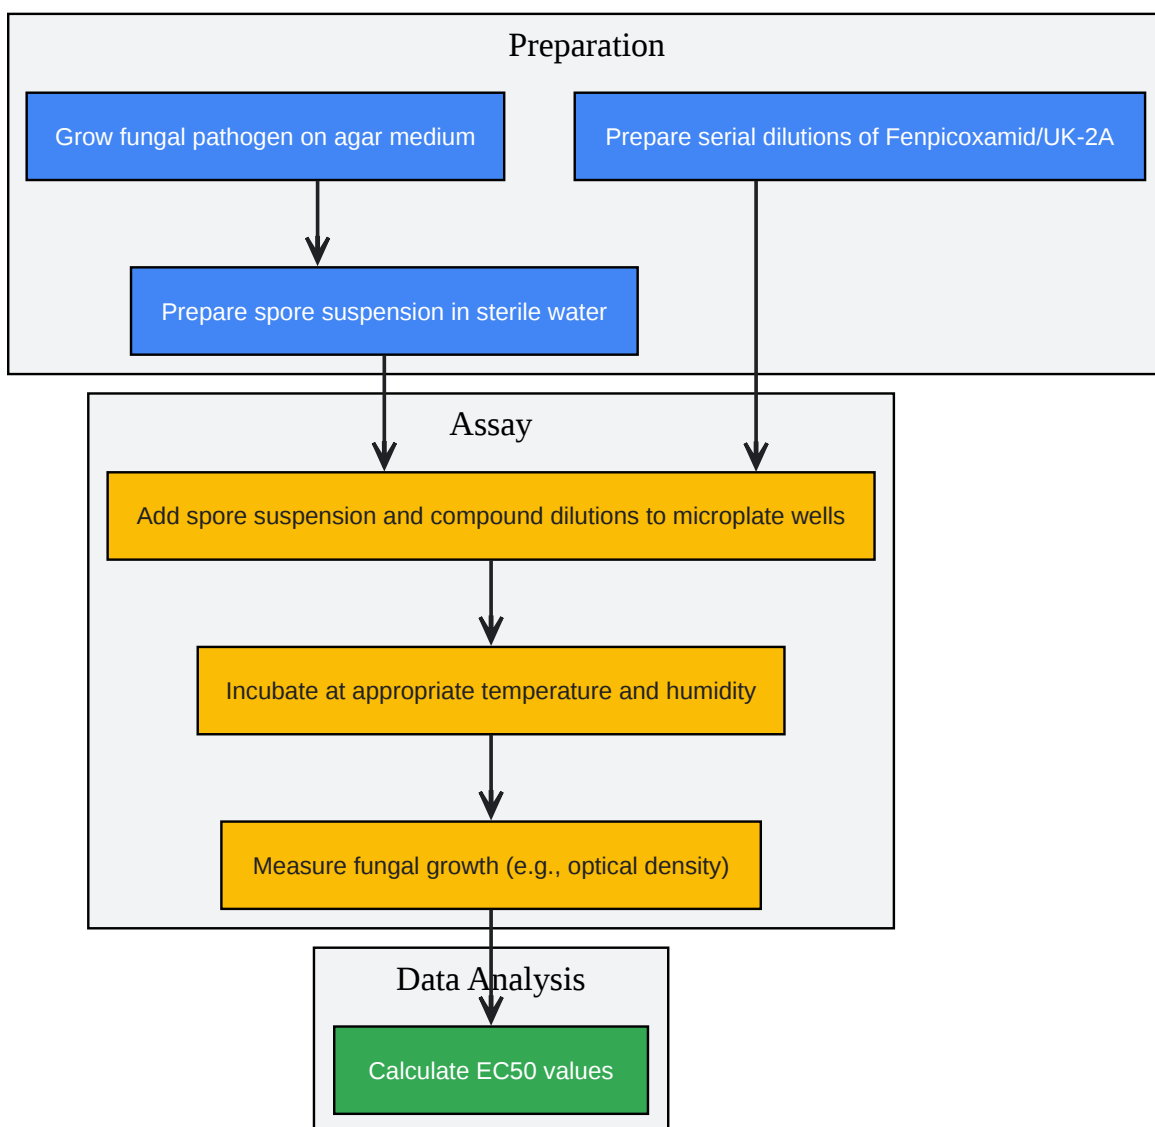 Preparation
Grow fungal pathogen on agar medium
Prepare serial dilutions of Fenpicoxamid/UK-2A
Prepare spore suspension in sterile water
Assay
Add spore suspension and compound dilutions to microplate wells
Incubate at appropriate temperature and humidity
Measure fungal growth (e.g., optical density)
Data Analysis
Calculate EC50 values